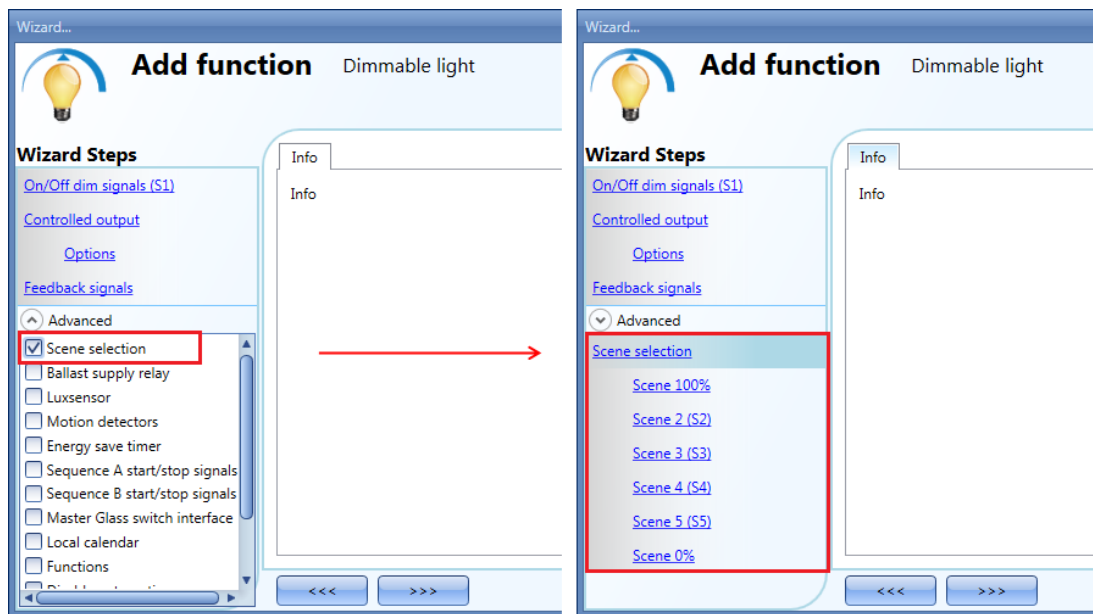 Wizard...
Add function Dimmable light
Wizard Steps
On/Off dim signals (S1)
Controlled output
Options
Feedback signals
Advanced
Scene selection
Ballast supply relay
Luxsensor
Motion detectors
Energy save timer
Sequence A start/stop signals
Sequence B start/stop signals
Master Glass switch interface
Local calendar
Functions
Info
Info
<<< >>>
Wizard...
Add function Dimmable light
Wizard Steps
On/Off dim signals (S1)
Controlled output
Options
Feedback signals
Advanced
Scene selection
Scene 100%
Scene 2 (S2)
Scene 3 (S3)
Scene 4 (S4)
Scene 5 (S5)
Scene 0%
Info
Info
<<< >>>